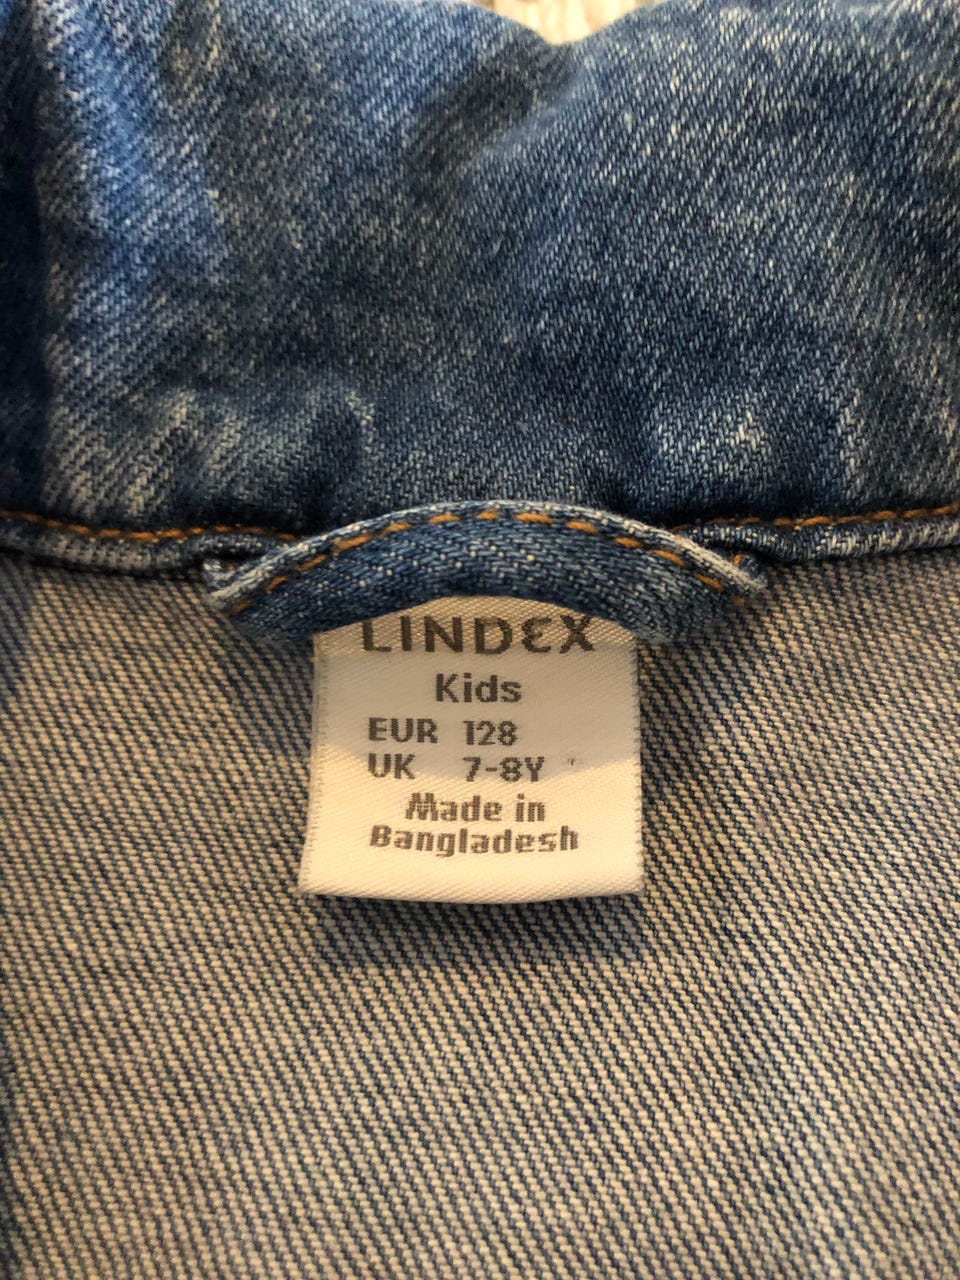 LINDEX
Kids
EUR 128
UK 7-8Y
Made in
Bangladesh